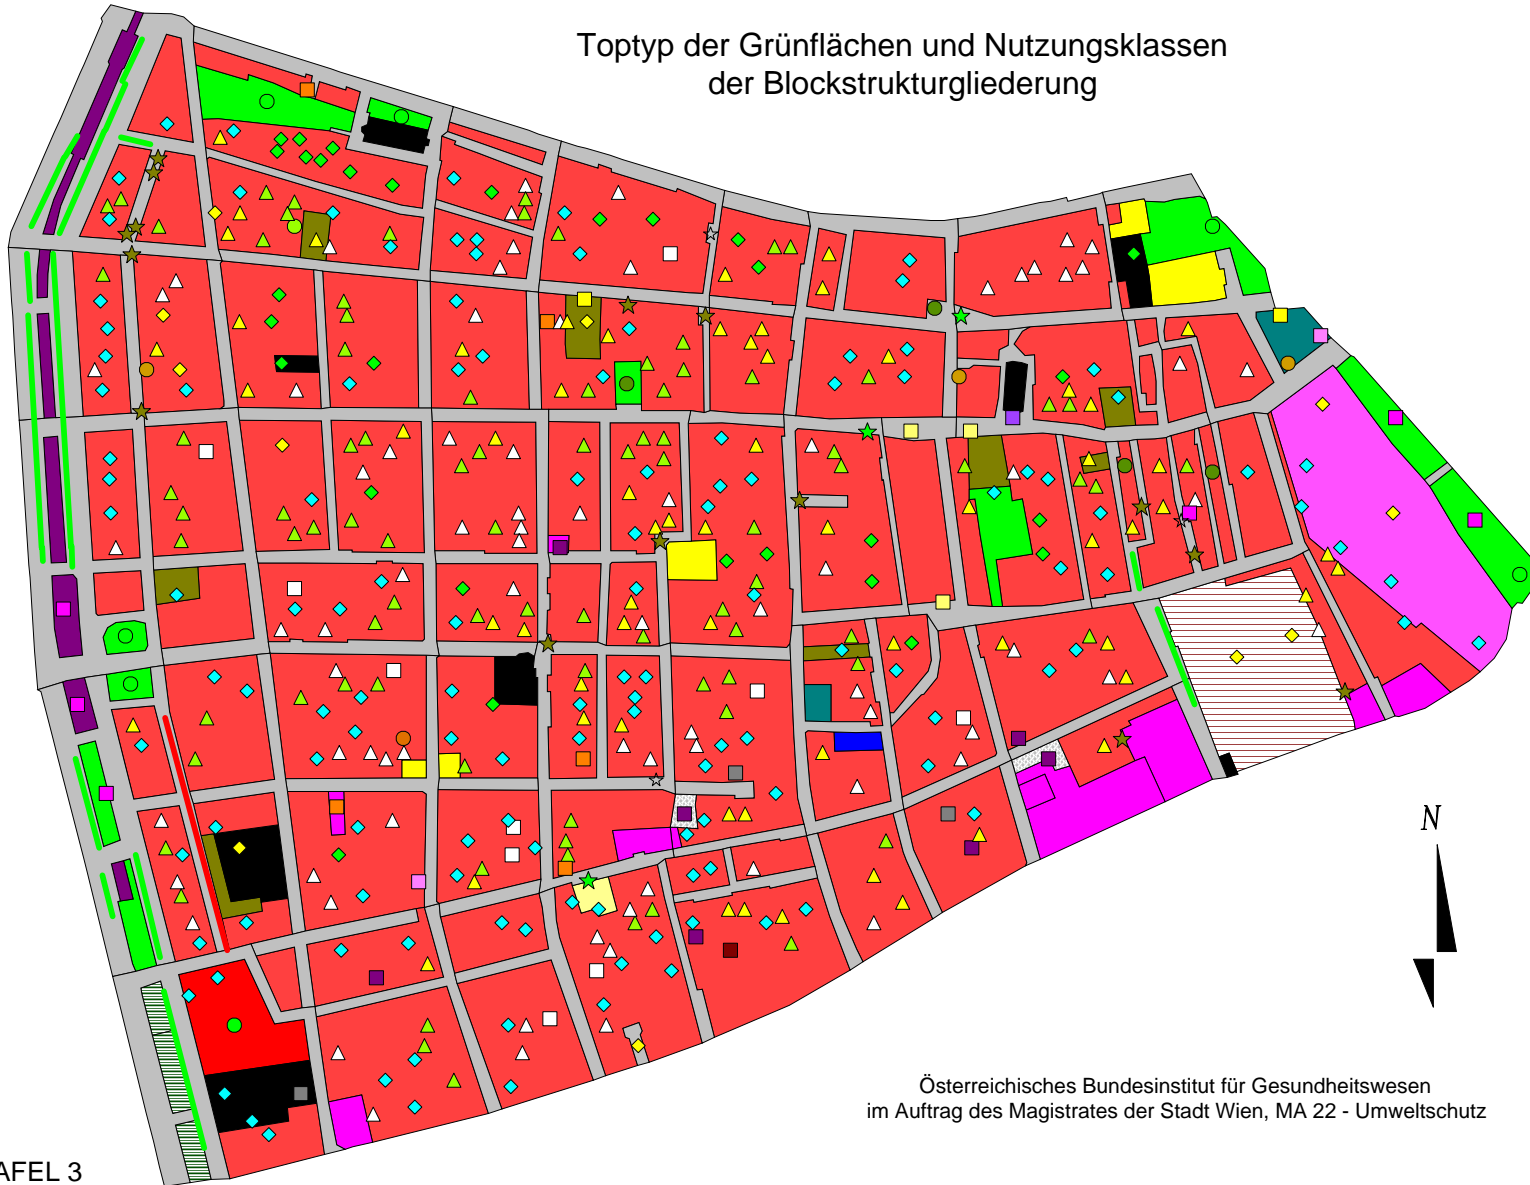 Toptyp der Grünflächen und Nutzungsklassen
der Blockstrukturgliederung
N
Österreichisches Bundesinstitut für Gesundheitswesen
im Auftrag des Magistrates der Stadt Wien, MA 22 - Umweltschutz
AFEL 3